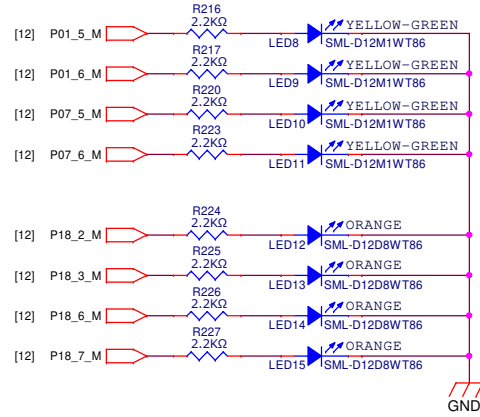 R216
[12] P01_5_M 2.2KΩ YELLOW-GREEN
LED8 SML-D12M1WT86
R217
[12] P01_6_M 2.2KΩ YELLOW-GREEN
LED9 SML-D12M1WT86
R220
[12] P07_5_M 2.2KΩ YELLOW-GREEN
LED10 SML-D12M1WT86
R223
[12] P07_6_M 2.2KΩ YELLOW-GREEN
LED11 SML-D12M1WT86
R224
[12] P18_2_M 2.2KΩ ORANGE
LED12 SML-D12D8WT86
R225
[12] P18_3_M 2.2KΩ ORANGE
LED13 SML-D12D8WT86
R226
[12] P18_6_M 2.2KΩ ORANGE
LED14 SML-D12D8WT86
R227
[12] P18_7_M 2.2KΩ ORANGE
LED15 SML-D12D8WT86
GND